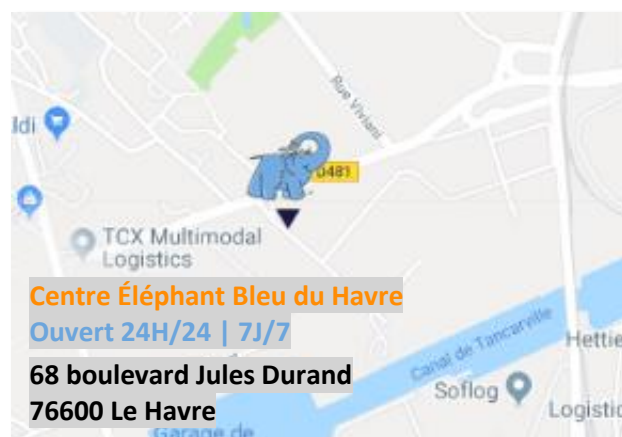 Rue Viviani
ldi
D481
TCX Multimodal
Logistics
Centre Éléphant Bleu du Havre
Ouvert 24H/24 | 7J/7
68 boulevard Jules Durand
76600 Le Havre
Canal de Tancarville
Hettie
Soflog
Logistic
Garage de